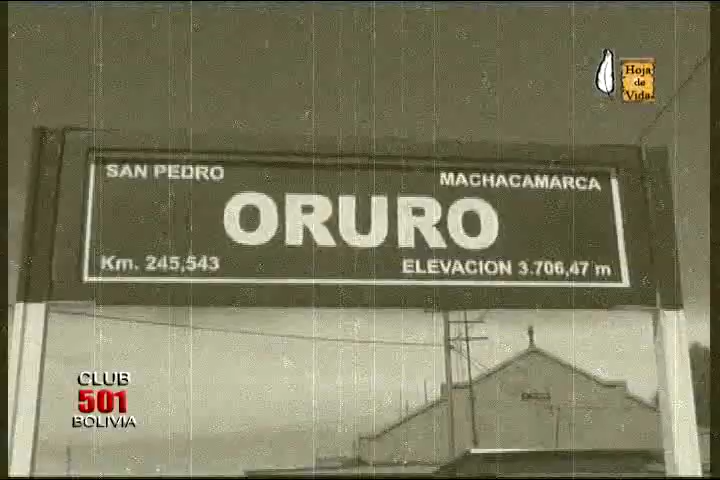 Hoja
de
Vida
SAN PEDRO
MACHACAMARCA
ORURO
Km. 245,543
ELEVACION 3.706,47 m
CLUB
501
BOLIVIA